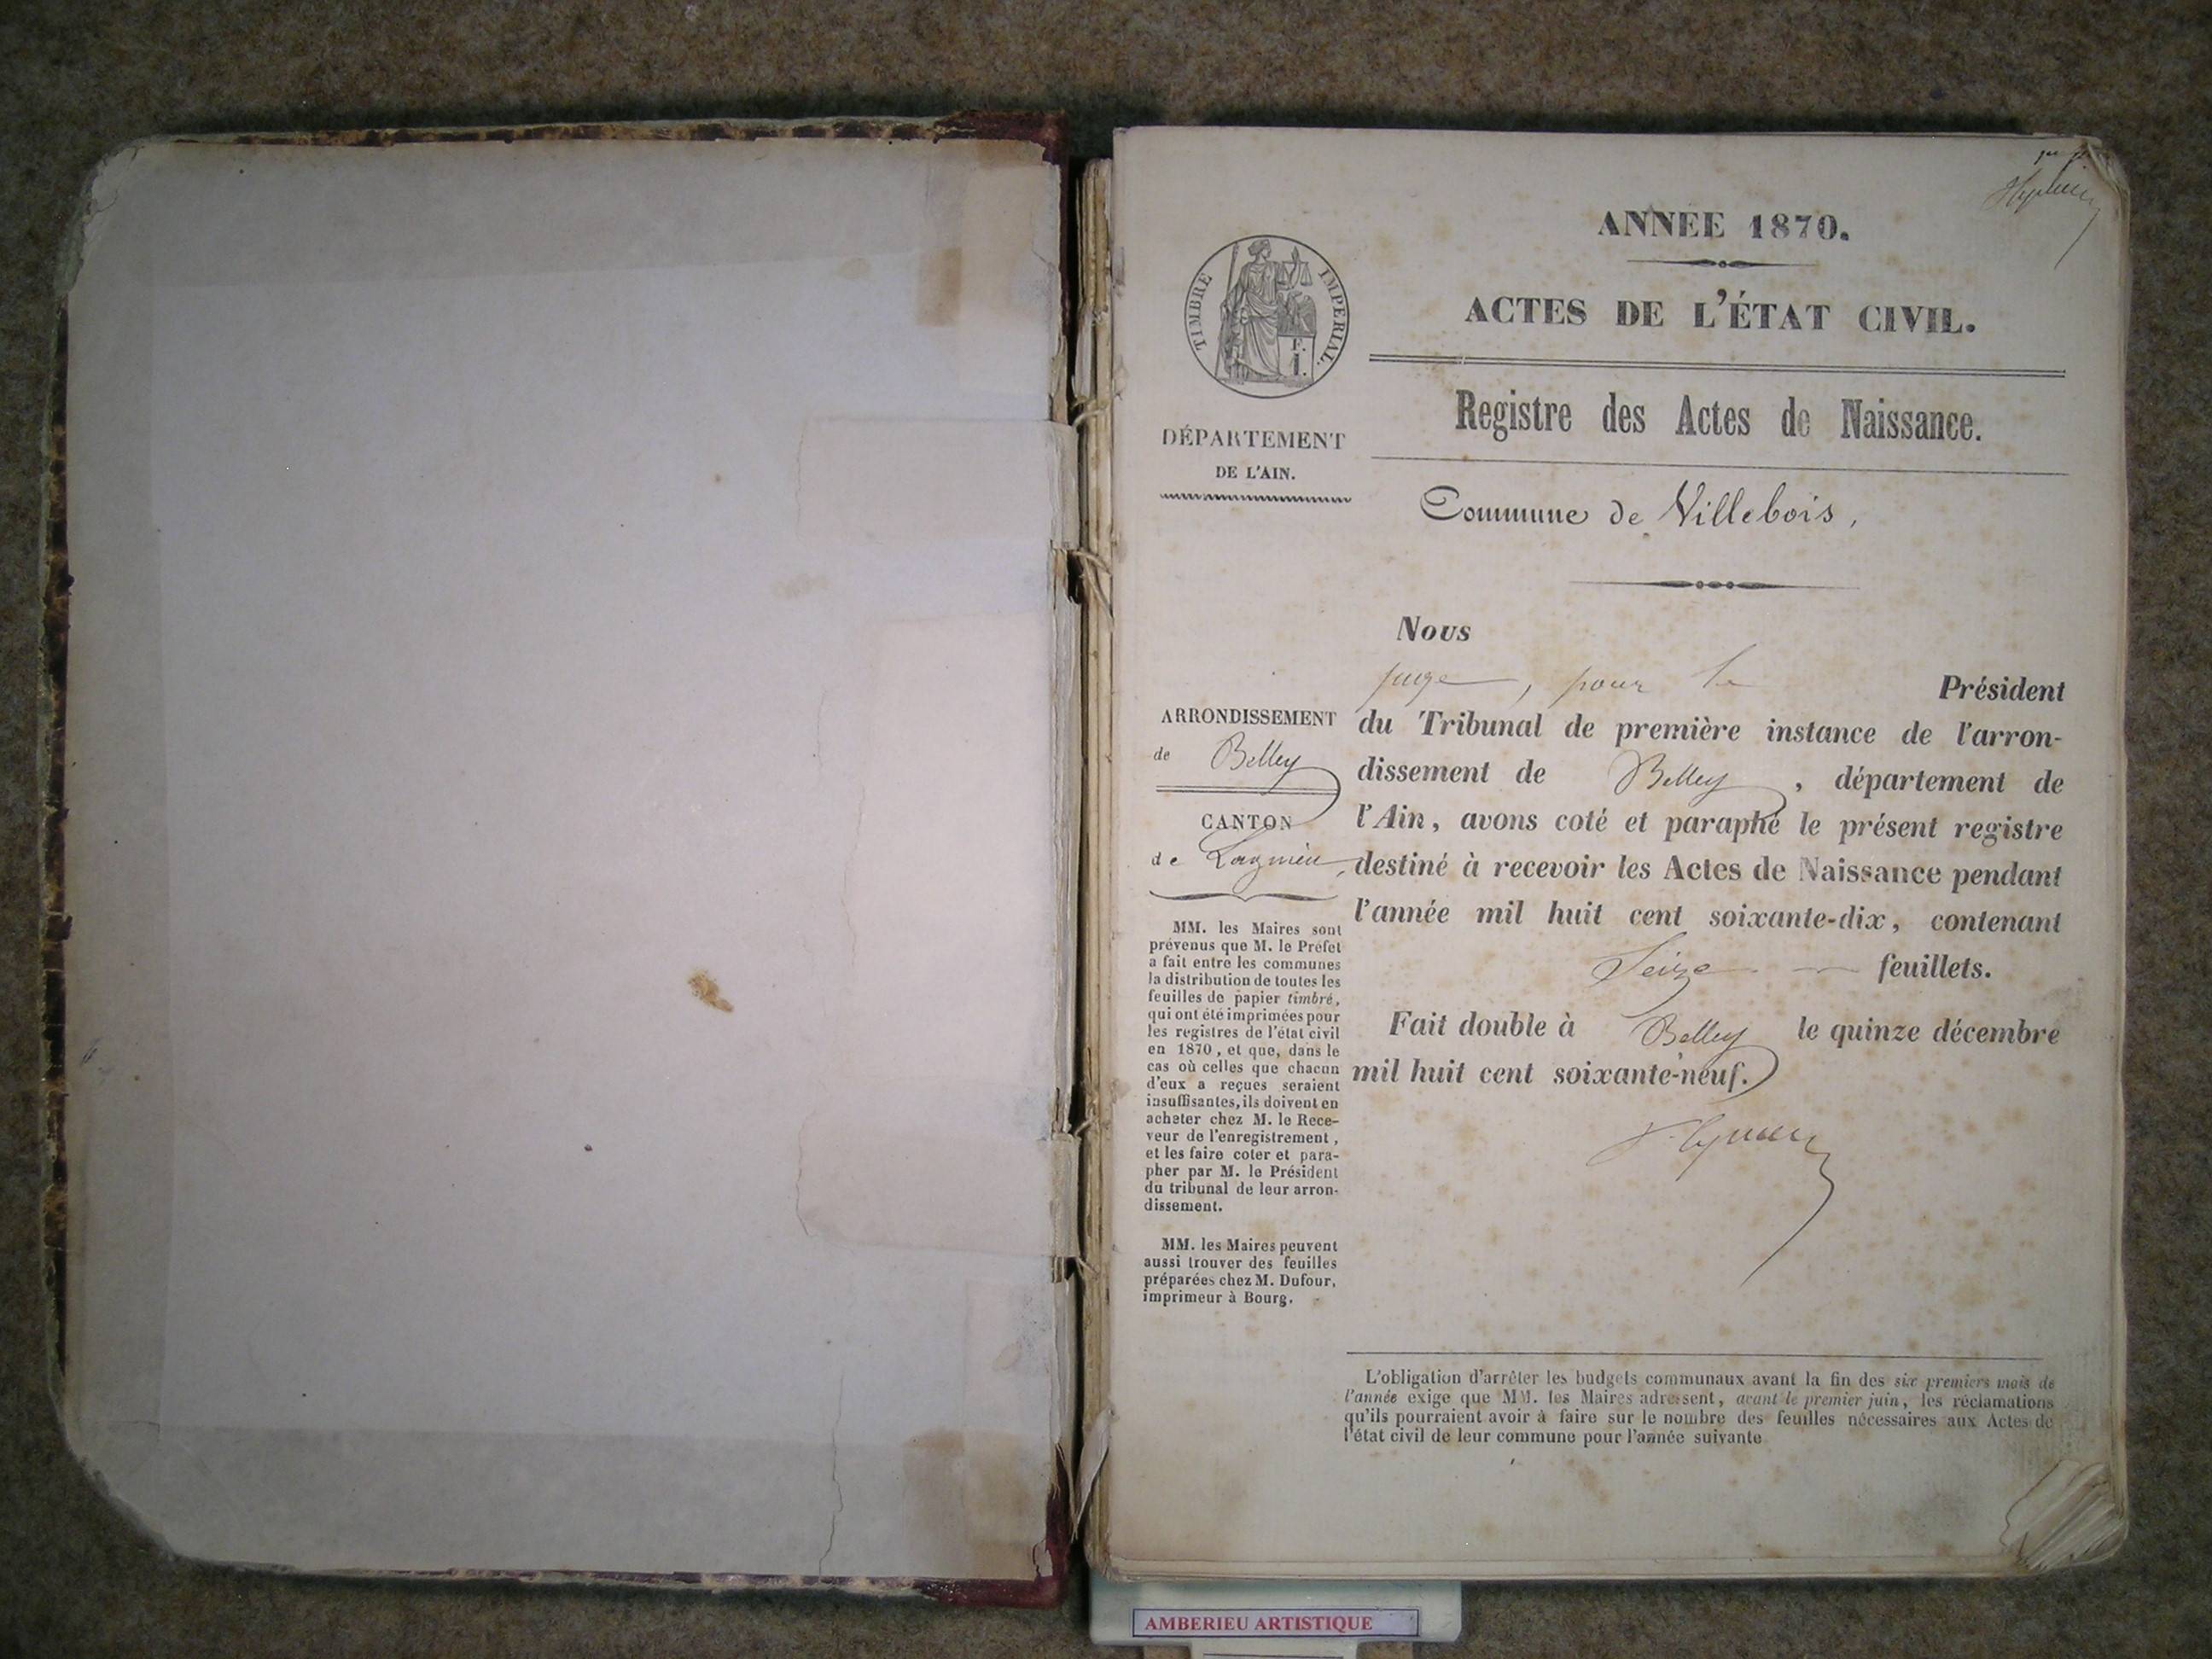 1er
ANNÉE 1870.
TIMBRE IMPERIAL.
F.
1.
ACTES DE L'ÉTAT CIVIL.
Registre des Actes de Naissance.
DÉPARTEMENT
DE L'AIN.
Commune de Villebois,
Nous
juge, pour le Président
du Tribunal de première instance de l'arron-
dissement de Belley, département de
l'Ain, avons coté et paraphé le présent registre
destiné à recevoir les Actes de Naissance pendant
l'année mil huit cent soixante-dix, contenant
Seize feuillets.
Fait double à Belley le quinze décembre
mil huit cent soixante-neuf.
ARRONDISSEMENT
de Belley
CANTON
de Lagnieu,
MM. les Maires sont
prévenus que M. le Préfet
a fait entre les communes
la distribution de toutes les
feuilles de papier timbré,
qui ont été imprimées pour
les registres de l'état civil
en 1870, et que, dans le
cas où celles que chacun
d'eux a reçues seraient
insuffisantes, ils doivent en
acheter chez M. le Rece-
veur de l'enregistrement,
et les faire coter et para-
pher par M. le Président
du tribunal de leur arron-
dissement.
MM. les Maires peuvent
aussi trouver des feuilles
préparées chez M. Dufour,
imprimeur à Bourg.
L'obligation d'arrêter les budgets communaux avant la fin des six premiers mois de
l'année exige que MM. les Maires adressent, avant le premier juin, les réclamations
qu'ils pourraient avoir à faire sur le nombre des feuilles nécessaires aux Actes de
l'état civil de leur commune pour l'année suivante
AMBERIEU ARTISTIQUE